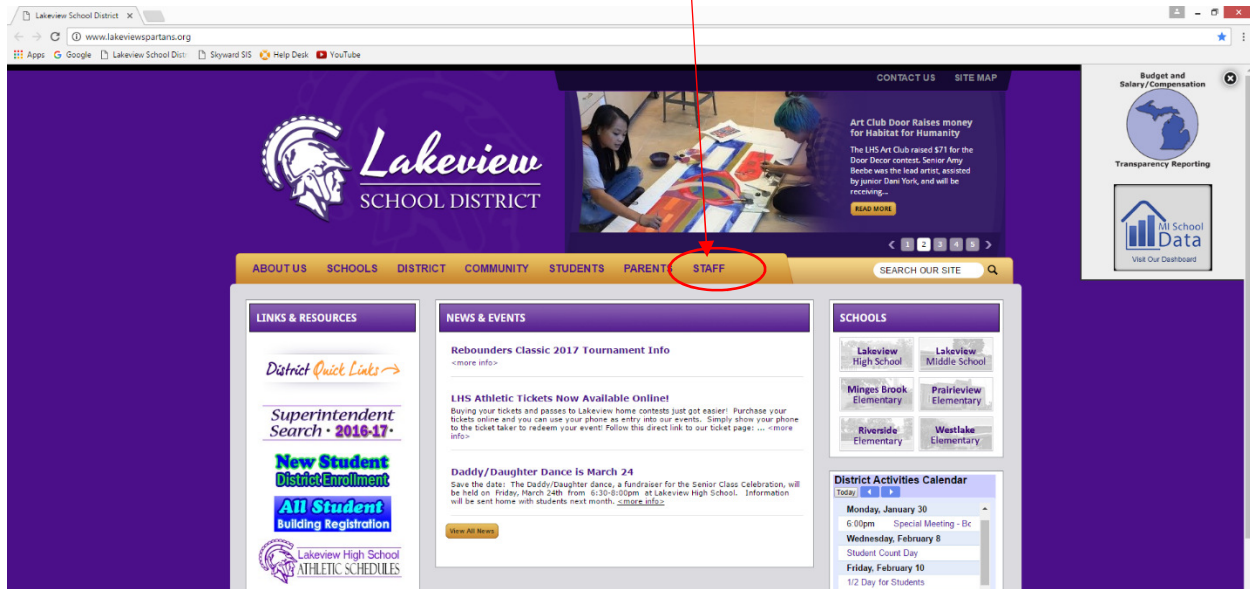 Lakeview School District
www.lakeviewspartans.org
Apps Google Lakeview School Distr Skyward SIS Help Desk YouTube
CONTACT US SITE MAP
Lakeview
SCHOOL DISTRICT
Art Club Door Raises money
for Habitat for Humanity
The LHS Art Club raised $71 for the
Door Decor contest. Senior Amy
Beebe was the lead artist, assisted
by junior Dani York, and will be
receiving...
READ MORE
1 2 3 4 5
Budget and
Salary/Compensation
Transparency Reporting
MI School
Data
Visit Our Dashboard
ABOUT US SCHOOLS DISTRICT COMMUNITY STUDENTS PARENTS STAFF
SEARCH OUR SITE
LINKS & RESOURCES
District Quick Links
Superintendent
Search · 2016-17·
New Student
District Enrollment
All Student
Building Registration
Lakeview High School
ATHLETIC SCHEDULES
NEWS & EVENTS
Rebounders Classic 2017 Tournament Info
<more info>
LHS Athletic Tickets Now Available Online!
Buying your tickets and passes to Lakeview home contests just got easier! Purchase your
tickets online and you can use your phone as entry into our events. Simply show your phone
to the ticket taker to redeem your event! Follow this direct link to our ticket page: ... <more
info>
Daddy/Daughter Dance is March 24
Save the date: The Daddy/Daughter dance, a fundraiser for the Senior Class Celebration, will
be held on Friday, March 24th from 6:30-8:00pm at Lakeview High School. Information
will be sent home with students next month. <more info>
View All News
SCHOOLS
Lakeview
High School
Lakeview
Middle School
Minges Brook
Elementary
Prairieview
Elementary
Riverside
Elementary
Westlake
Elementary
District Activities Calendar
Today
Monday, January 30
6:00pm Special Meeting - Bc
Wednesday, February 8
Student Count Day
Friday, February 10
1/2 Day for Students